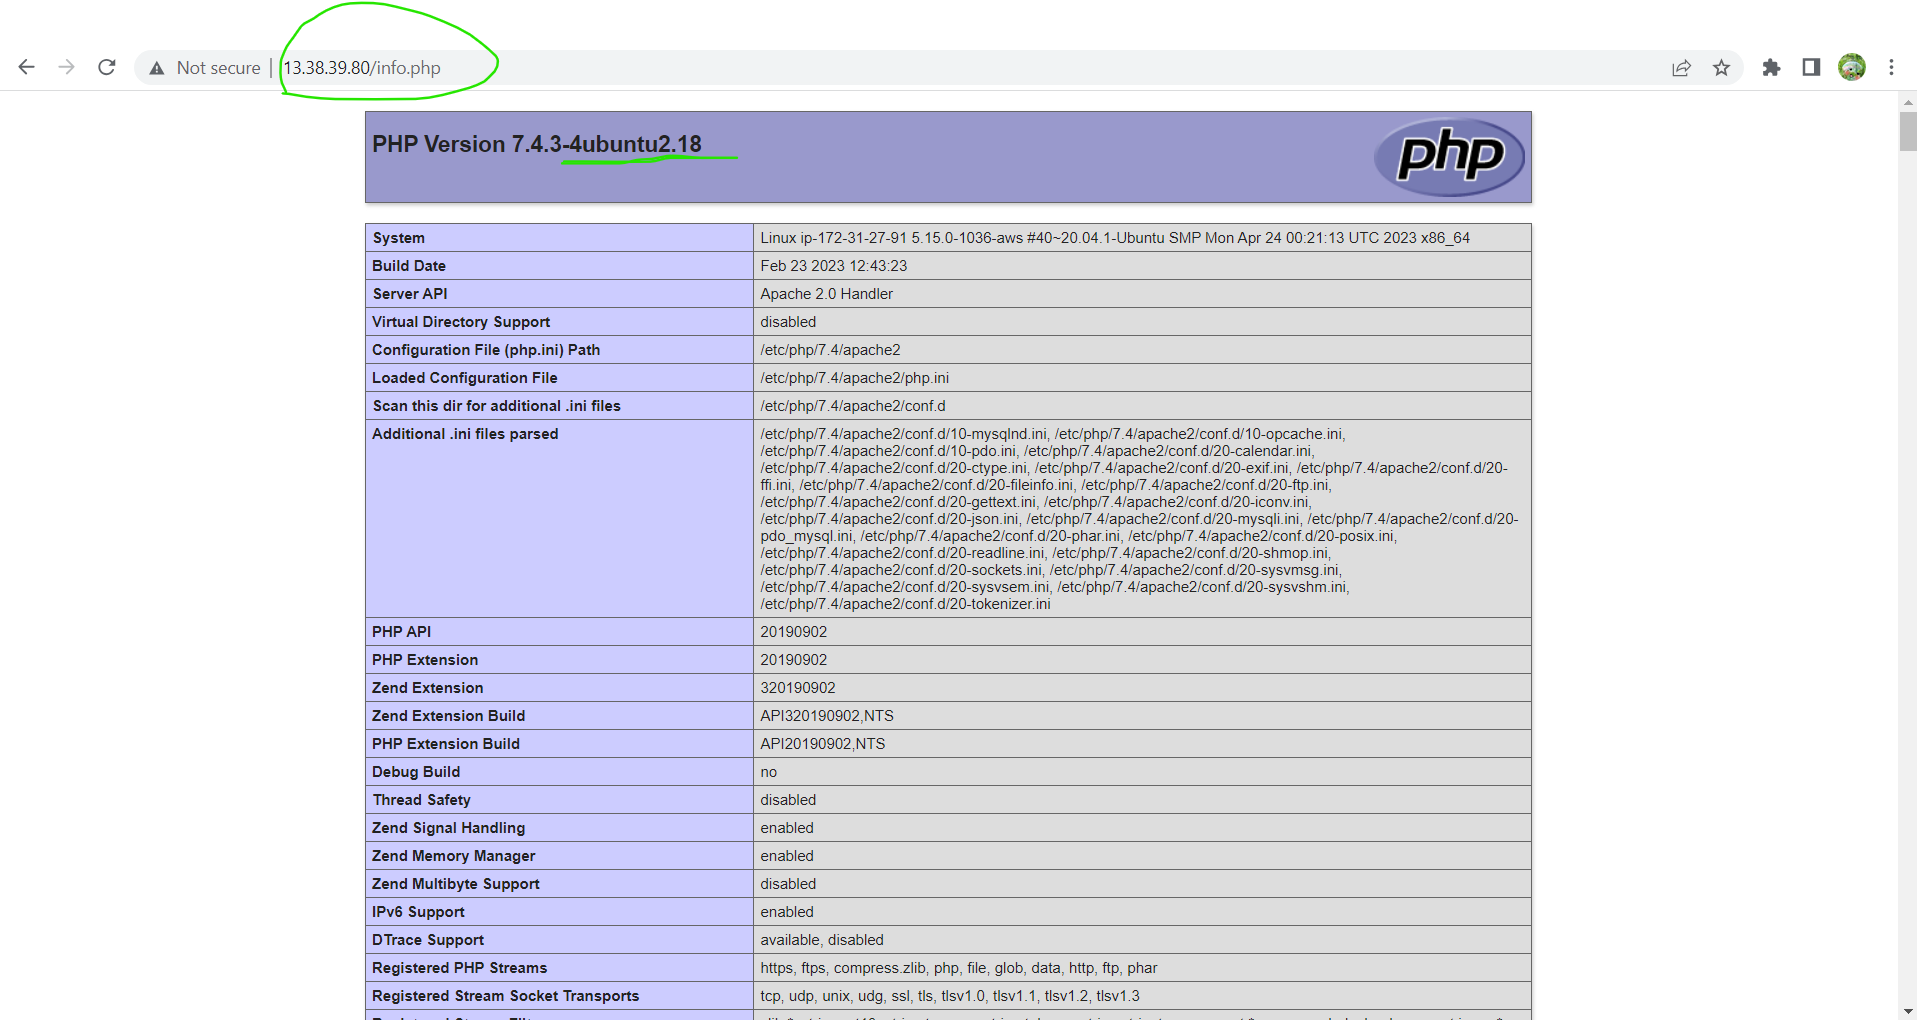 Not secure | 13.38.39.80/info.php
PHP Version 7.4.3-4ubuntu2.18
php
System Linux ip-172-31-27-91 5.15.0-1036-aws #40~20.04.1-Ubuntu SMP Mon Apr 24 00:21:13 UTC 2023 x86_64
Build Date Feb 23 2023 12:43:23
Server API Apache 2.0 Handler
Virtual Directory Support disabled
Configuration File (php.ini) Path /etc/php/7.4/apache2
Loaded Configuration File /etc/php/7.4/apache2/php.ini
Scan this dir for additional .ini files /etc/php/7.4/apache2/conf.d
Additional .ini files parsed /etc/php/7.4/apache2/conf.d/10-mysqlnd.ini, /etc/php/7.4/apache2/conf.d/10-opcache.ini,
/etc/php/7.4/apache2/conf.d/10-pdo.ini, /etc/php/7.4/apache2/conf.d/20-calendar.ini,
/etc/php/7.4/apache2/conf.d/20-ctype.ini, /etc/php/7.4/apache2/conf.d/20-exif.ini, /etc/php/7.4/apache2/conf.d/20-
ffi.ini, /etc/php/7.4/apache2/conf.d/20-fileinfo.ini, /etc/php/7.4/apache2/conf.d/20-ftp.ini,
/etc/php/7.4/apache2/conf.d/20-gettext.ini, /etc/php/7.4/apache2/conf.d/20-iconv.ini,
/etc/php/7.4/apache2/conf.d/20-json.ini, /etc/php/7.4/apache2/conf.d/20-mysqli.ini, /etc/php/7.4/apache2/conf.d/20-
pdo_mysql.ini, /etc/php/7.4/apache2/conf.d/20-phar.ini, /etc/php/7.4/apache2/conf.d/20-posix.ini,
/etc/php/7.4/apache2/conf.d/20-readline.ini, /etc/php/7.4/apache2/conf.d/20-shmop.ini,
/etc/php/7.4/apache2/conf.d/20-sockets.ini, /etc/php/7.4/apache2/conf.d/20-sysvmsg.ini,
/etc/php/7.4/apache2/conf.d/20-sysvsem.ini, /etc/php/7.4/apache2/conf.d/20-sysvshm.ini,
/etc/php/7.4/apache2/conf.d/20-tokenizer.ini
PHP API 20190902
PHP Extension 20190902
Zend Extension 320190902
Zend Extension Build API320190902,NTS
PHP Extension Build API20190902,NTS
Debug Build no
Thread Safety disabled
Zend Signal Handling enabled
Zend Memory Manager enabled
Zend Multibyte Support disabled
IPv6 Support enabled
DTrace Support available, disabled
Registered PHP Streams https, ftps, compress.zlib, php, file, glob, data, http, ftp, phar
Registered Stream Socket Transports tcp, udp, unix, udg, ssl, tls, tlsv1.0, tlsv1.1, tlsv1.2, tlsv1.3